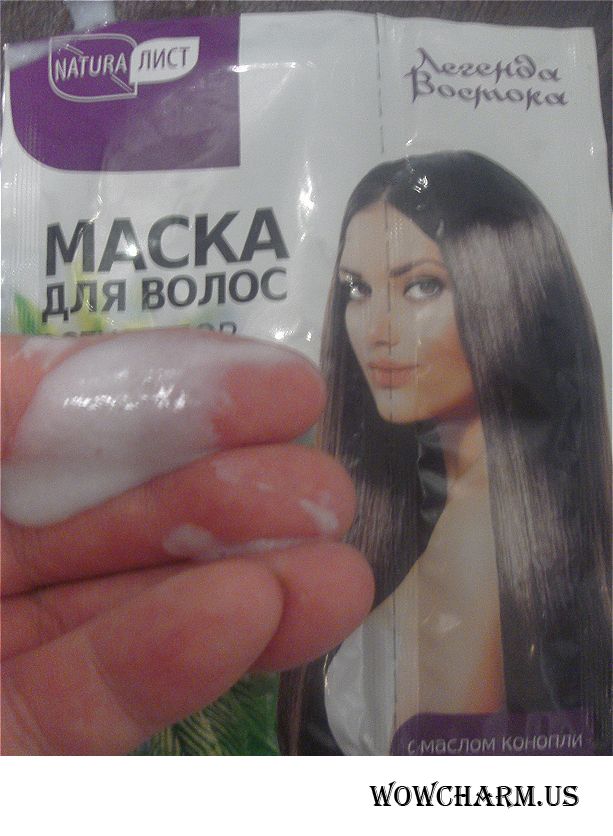 NATURA ЛИСТ
Легенда
Востока
МАСКА
ДЛЯ ВОЛОС
С МАСЛОМ КОНОПЛИ
WOWCHARM.US